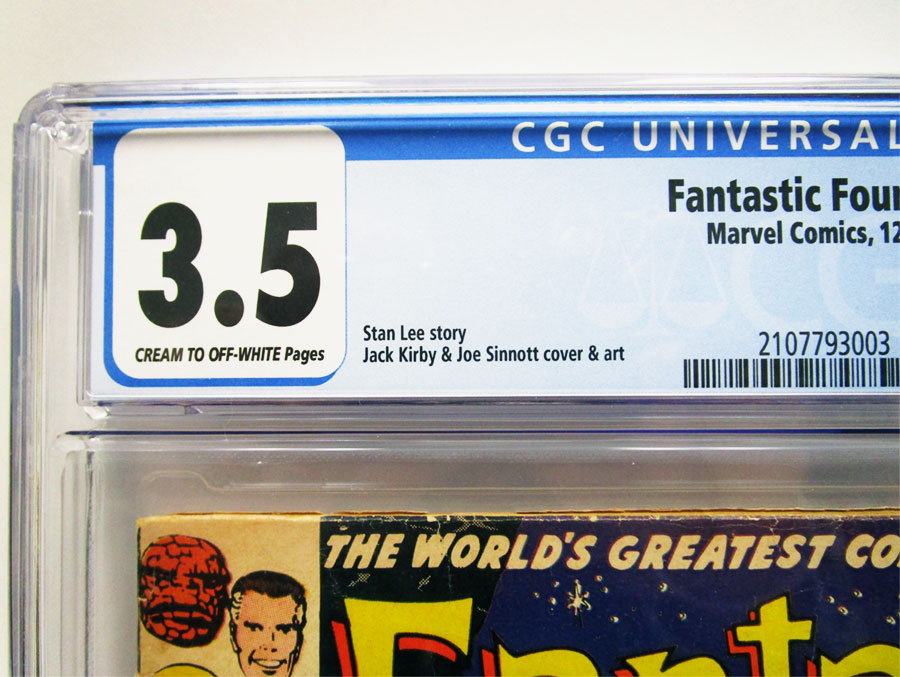 CGC UNIVERSAL
3.5
CREAM TO OFF-WHITE Pages
Fantastic Four
Marvel Comics, 12
Stan Lee story
Jack Kirby & Joe Sinnott cover & art
2107793003
THE WORLD'S GREATEST CO
Fanta